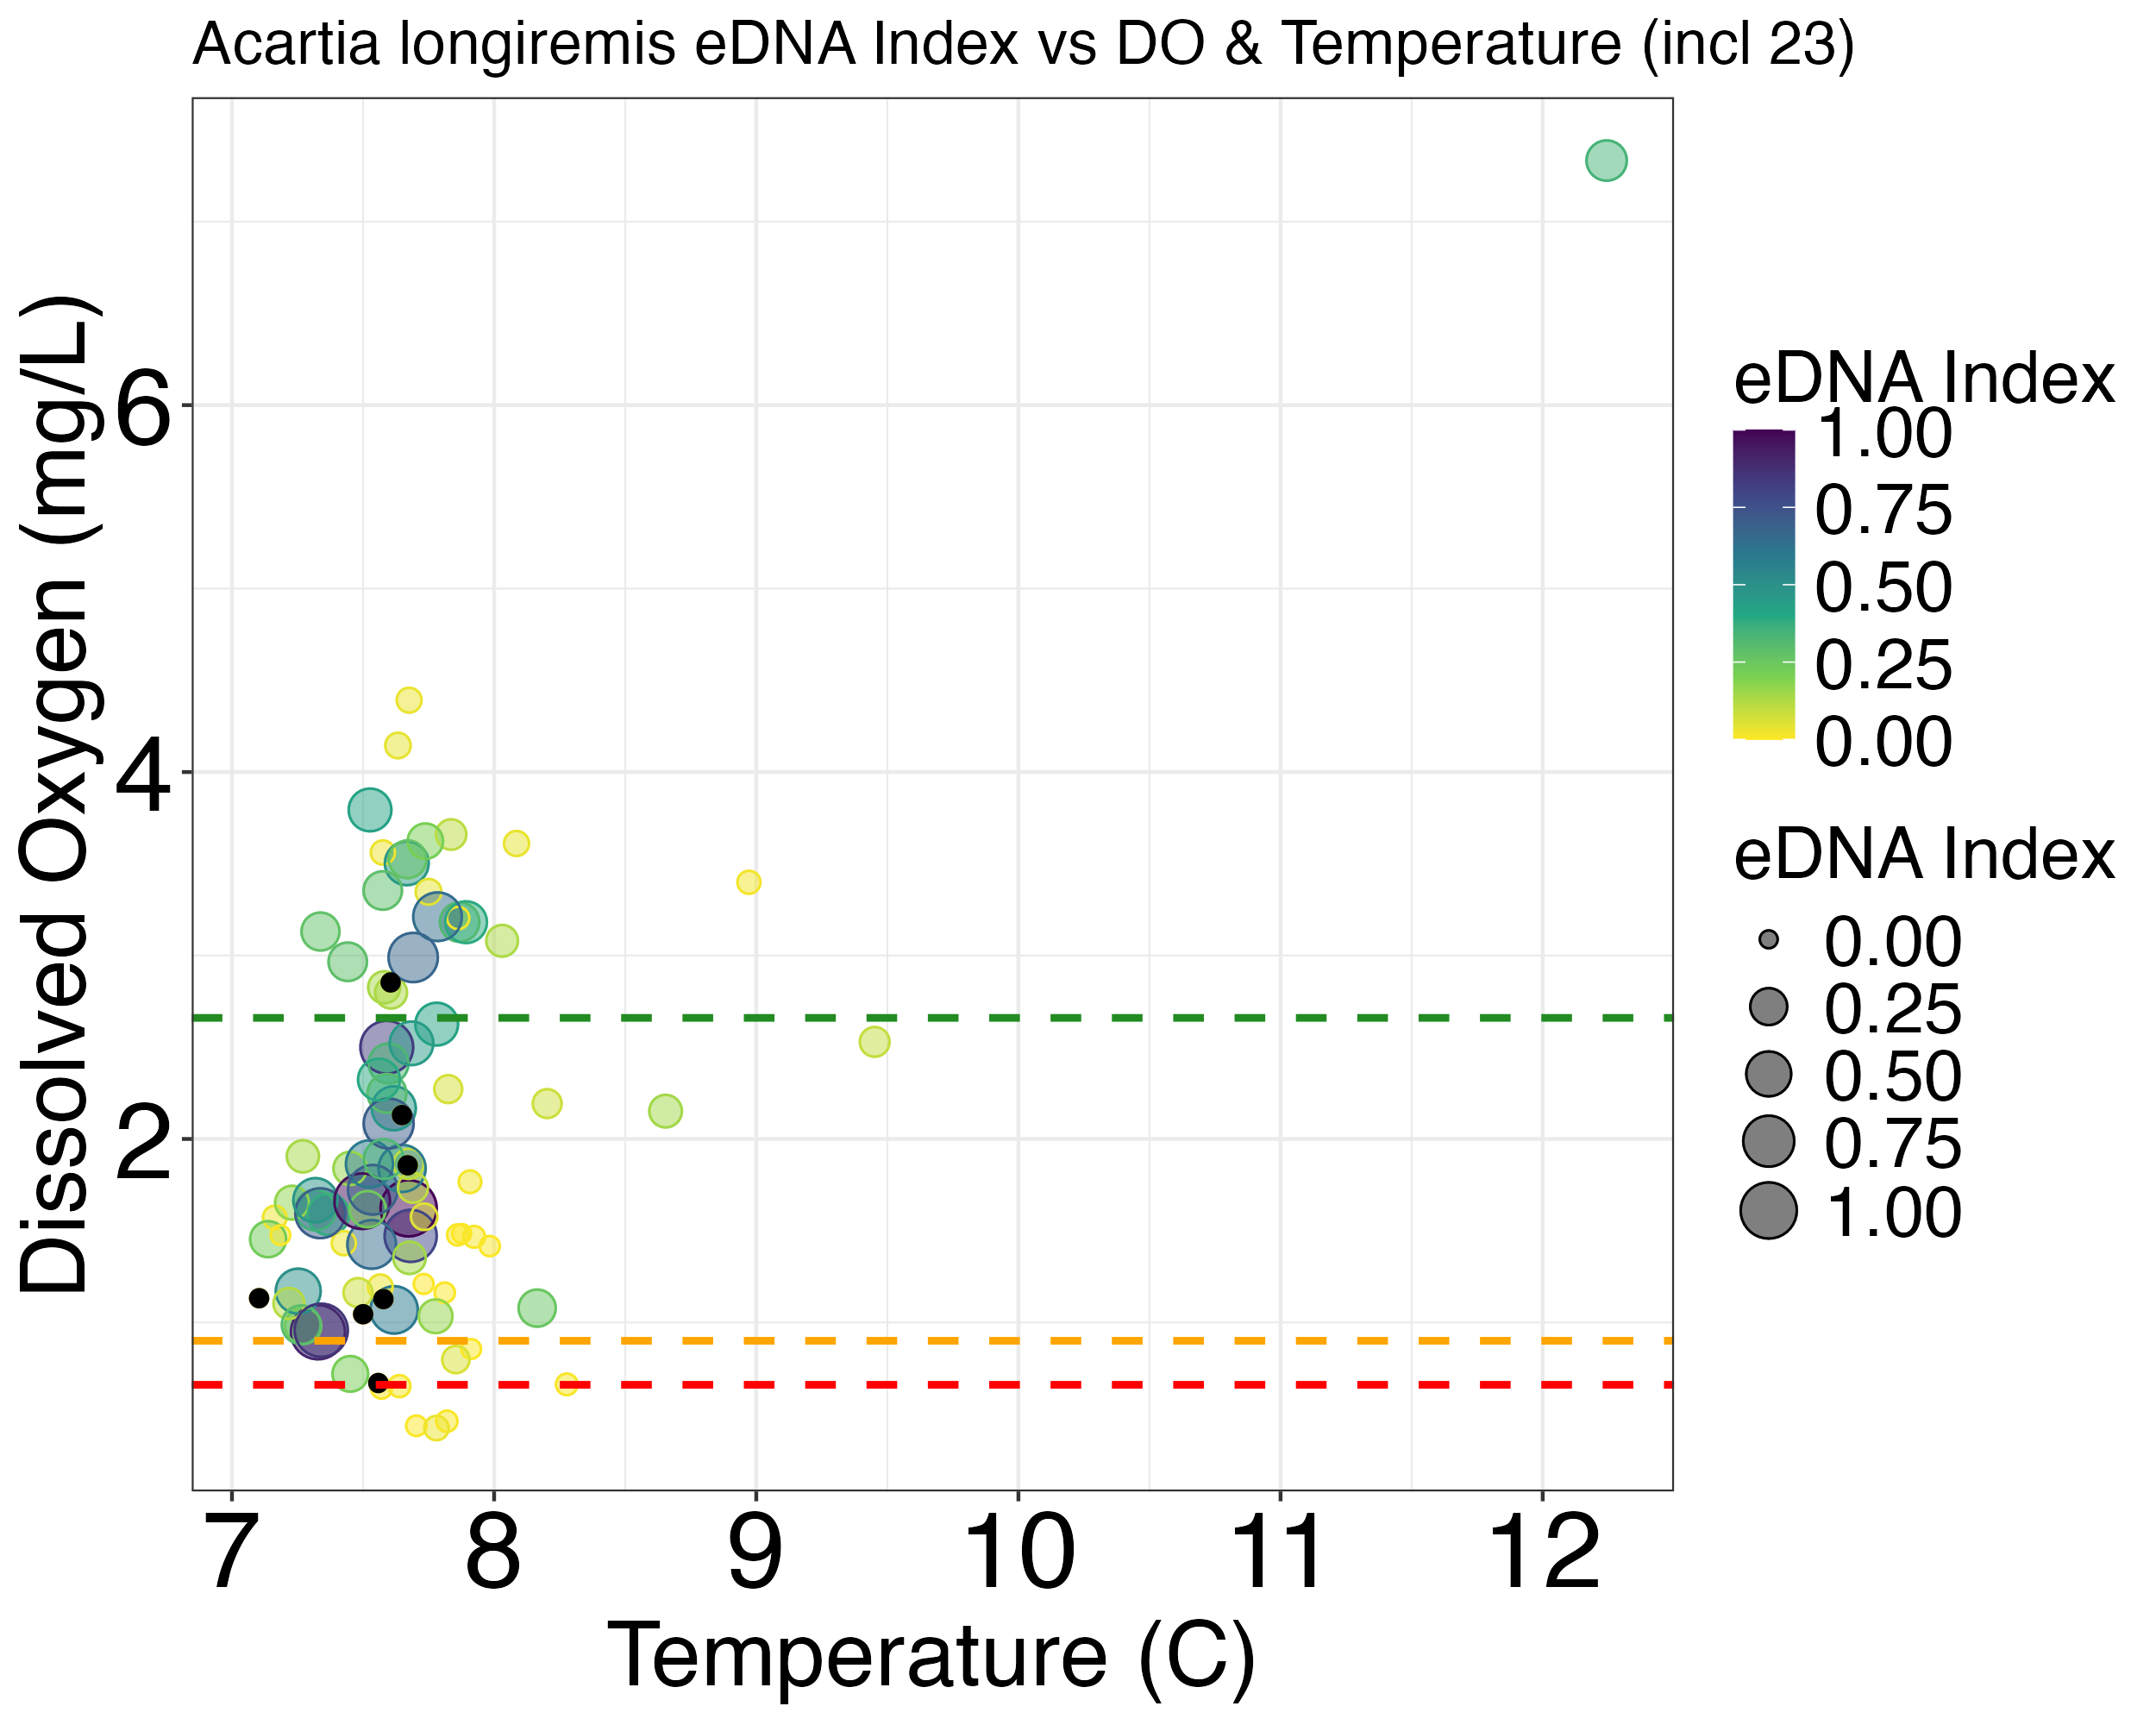 Acartia longiremis eDNA Index vs DO & Temperature (incl 23)
Dissolved Oxygen (mg/L)
6
4
2
7 8 9 10 11 12
Temperature (C)
eDNA Index
1.00
0.75
0.50
0.25
0.00
eDNA Index
0.00
0.25
0.50
0.75
1.00